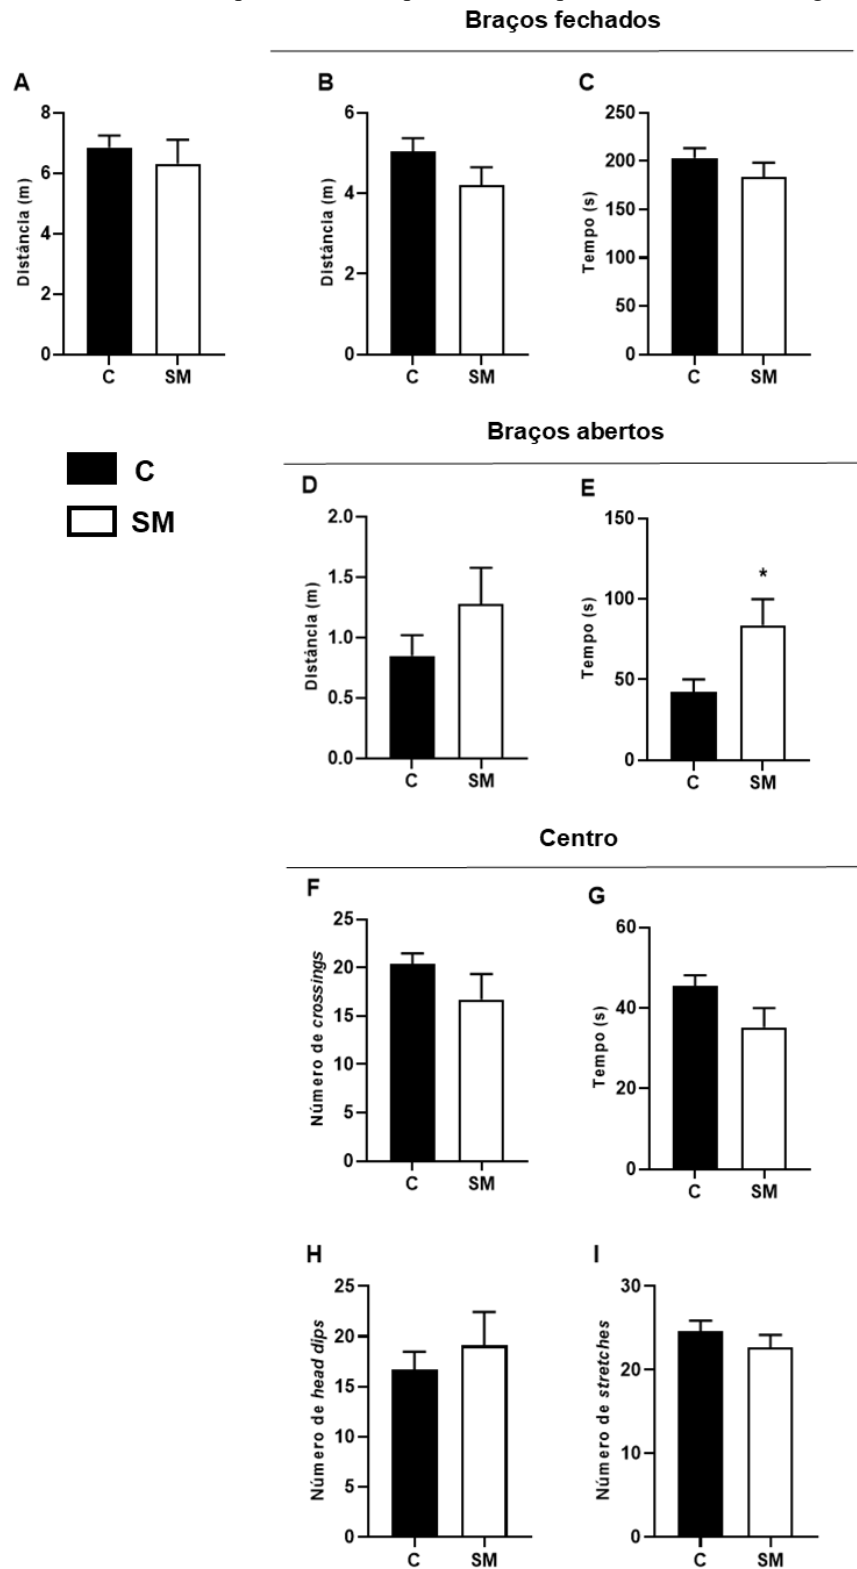 Braços fechados
A
B
C
8
6
4
2
0
Distância (m)
C
SM
6
4
2
0
Distância (m)
C
SM
250
200
150
100
50
0
Tempo (s)
C
SM
Braços abertos
C
SM
D
E
2.0
1.5
1.0
0.5
0.0
Distância (m)
C
SM
150
100
50
0
Tempo (s)
*
C
SM
Centro
F
G
25
20
15
10
5
0
Número de crossings
C
SM
60
40
20
0
Tempo (s)
C
SM
H
I
25
20
15
10
5
0
Número de head dips
C
SM
30
20
10
0
Número de stretches
C
SM